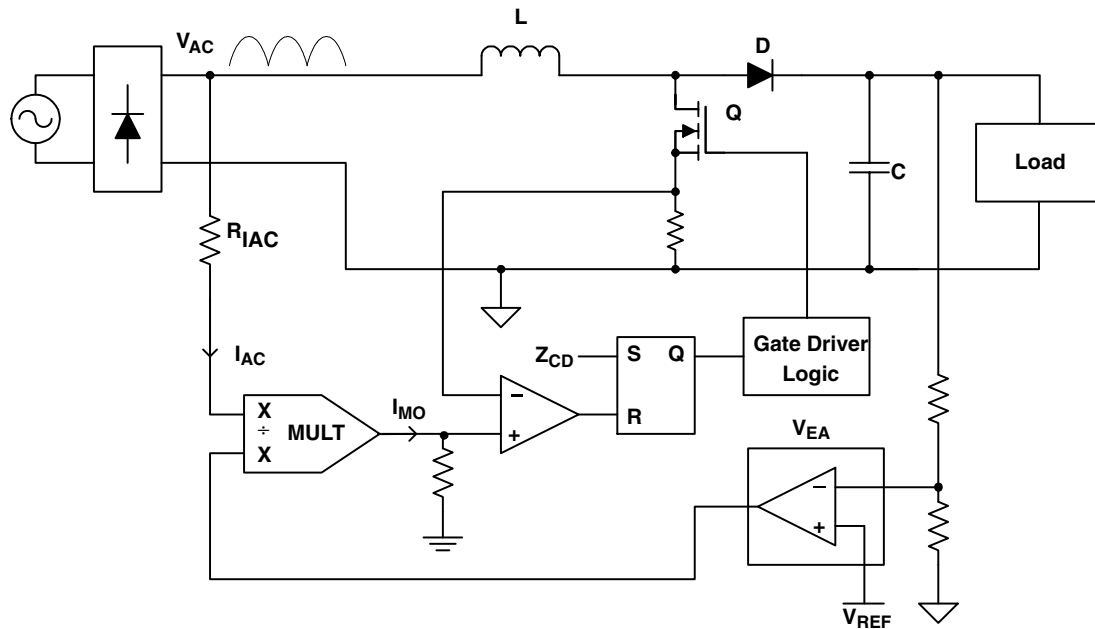 L
V_AC
D
Q
C
Load
R_IAC
Gate Driver
Logic
Z_CD
S
Q
R
I_AC
I_MO
−
+
X
÷
X
MULT
V_EA
−
+
V_REF